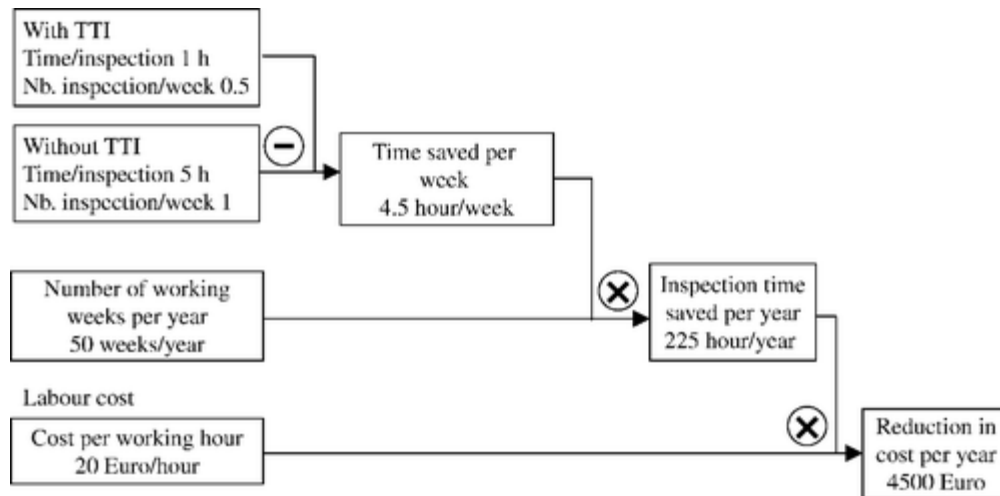 With TTI
Time/inspection 1 h
Nb. inspection/week 0.5
Without TTI
Time/inspection 5 h
Nb. inspection/week 1
Time saved per
week
4.5 hour/week
Number of working
weeks per year
50 weeks/year
Inspection time
saved per year
225 hour/year
Labour cost
Cost per working hour
20 Euro/hour
Reduction in
cost per year
4500 Euro